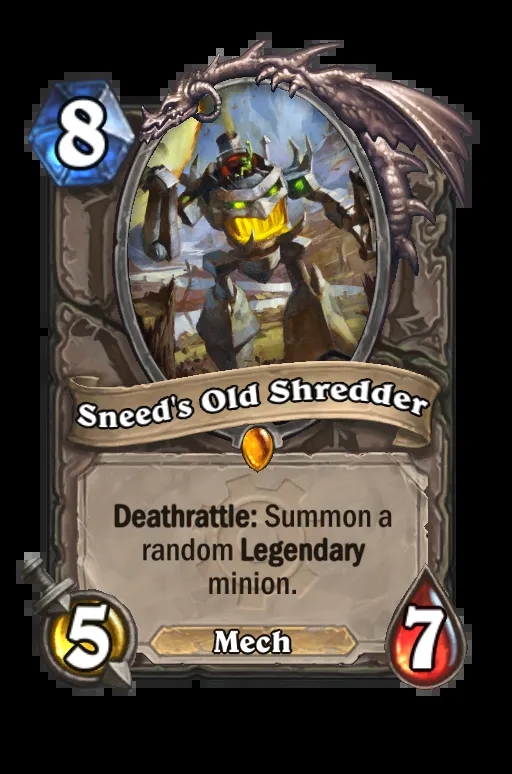 8
Sneed's Old Shredder
Deathrattle: Summon a
random Legendary
minion.
5
Mech
7